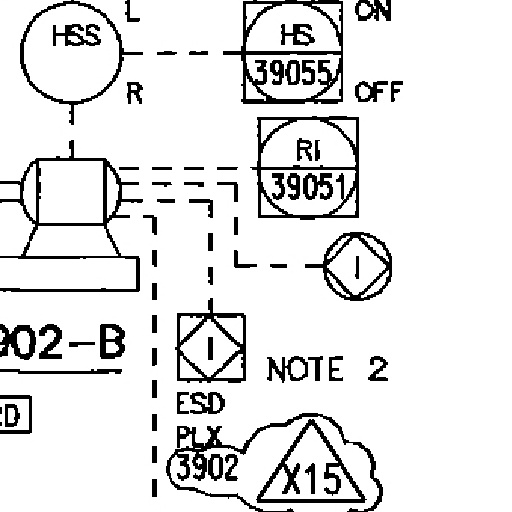 HSS
L
R
HS
39055
ON
OFF
RI
39051
I
I
902-B
NOTE 2
ESD
PLX
3902
X15